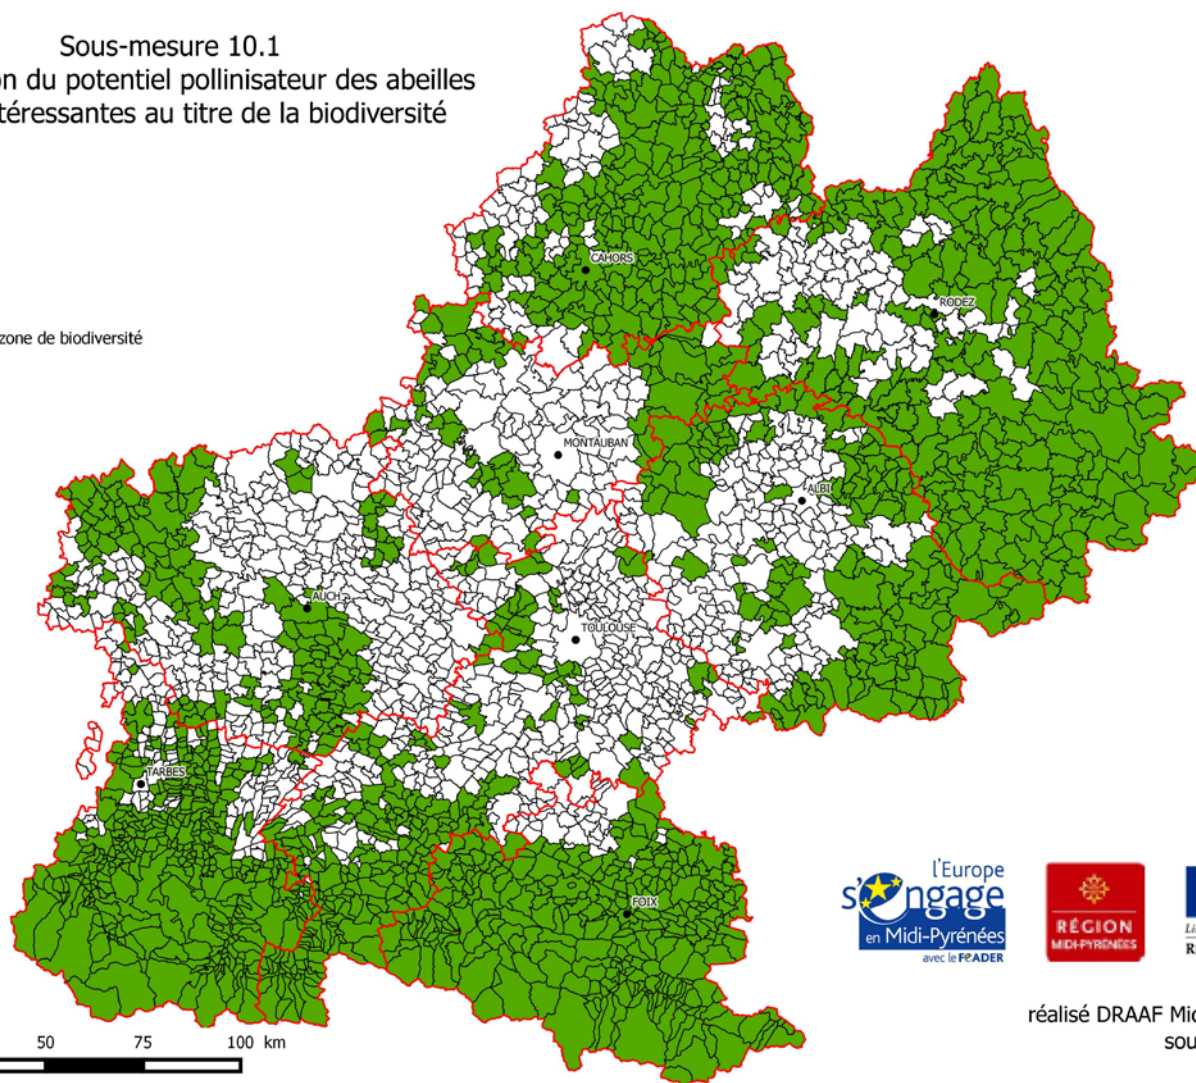 Sous-mesure 10.1
on du potentiel pollinisateur des abeilles
téressantes au titre de la biodiversité
zone de biodiversité
CAHORS
RODEZ
MONTAUBAN
ALBI
AUCH
TOULOUSE
TARBES
FOIX
l'Europe
s'engage
en Midi-Pyrénées
avec le FEADER
RÉGION
MIDI-PYRÉNÉES
Li
R
réalisé DRAAF Mid
sou
50 75 100 km